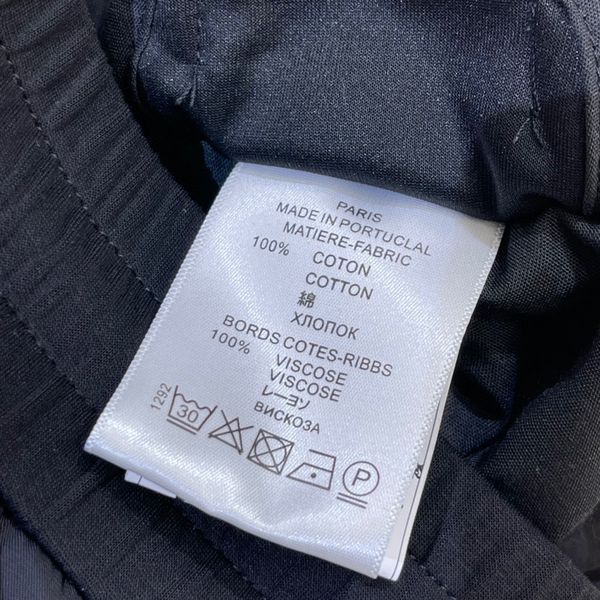 PARIS
MADE IN PORTUCLAL
MATIERE-FABRIC
100% COTON
COTTON
綿
ХЛОПОК
BORDS COTES-RIBBS
100% VISCOSE
VISCOSE
レーヨソ
ВИСКОЗА
1292
30
P